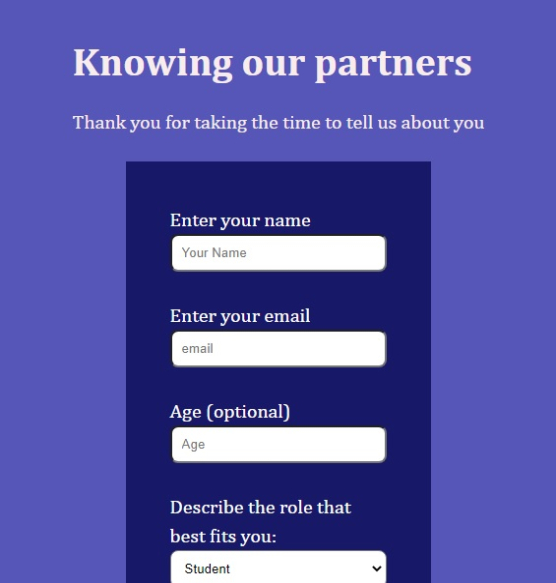 Knowing our partners
Thank you for taking the time to tell us about you
Enter your name
Your Name
Enter your email
email
Age (optional)
Age
Describe the role that
best fits you:
Student